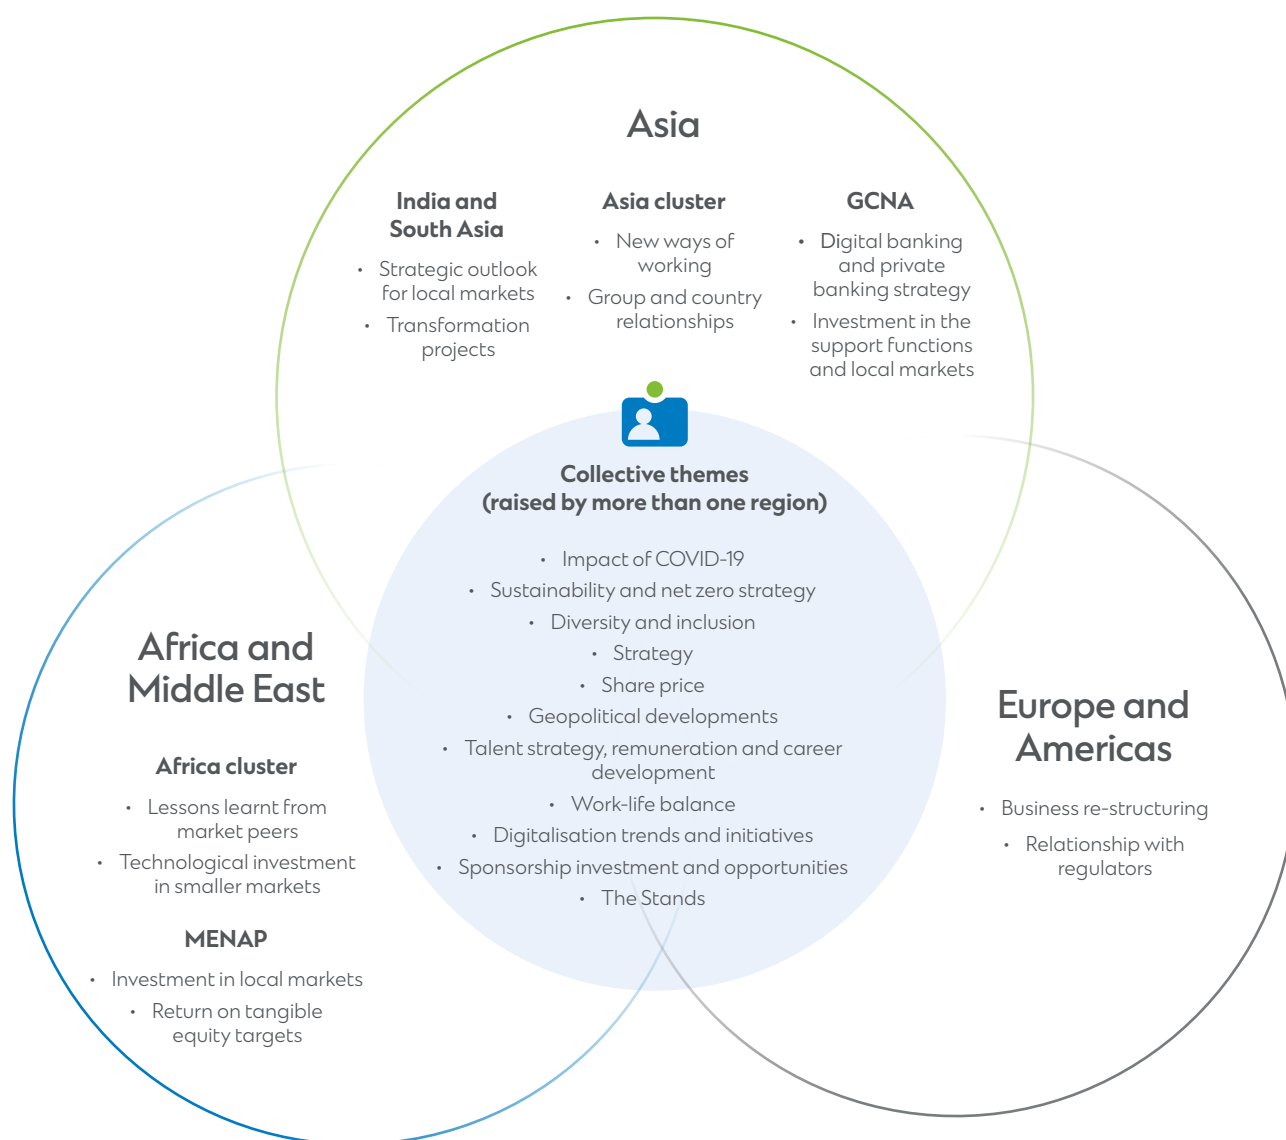 Asia
India and
South Asia
• Strategic outlook
for local markets
• Transformation
projects
Asia cluster
• New ways of
working
• Group and country
relationships
GCNA
• Digital banking
and private
banking strategy
• Investment in the
support functions
and local markets
Collective themes
(raised by more than one region)
• Impact of COVID-19
• Sustainability and net zero strategy
• Diversity and inclusion
• Strategy
• Share price
• Geopolitical developments
• Talent strategy, remuneration and career
development
• Work-life balance
• Digitalisation trends and initiatives
• Sponsorship investment and opportunities
• The Stands
Africa and
Middle East
Africa cluster
• Lessons learnt from
market peers
• Technological investment
in smaller markets
MENAP
• Investment in local markets
• Return on tangible
equity targets
Europe and
Americas
• Business re-structuring
• Relationship with
regulators